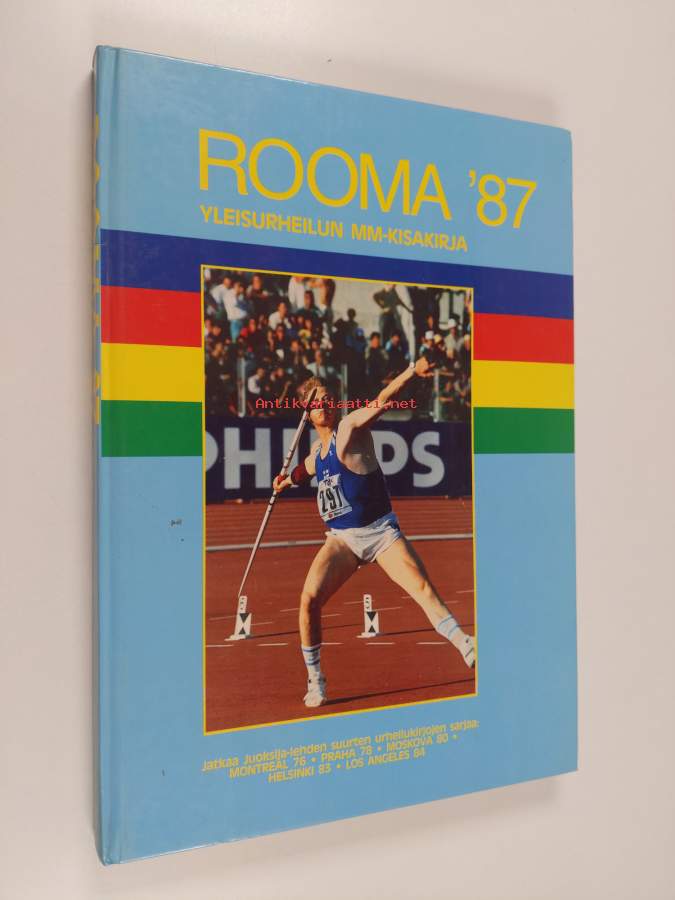 ROOMA '87
YLEISURHEILUN MM-KISAKIRJA
Antikvariaatti.net
PHILIPS
297
Jatkaa Juoksija-lehden suurten urheilukirjojen sarjaa:
MONTREAL 76 • PRAHA 78 • MOSKOVA 80 •
HELSINKI 83 • LOS ANGELES 84